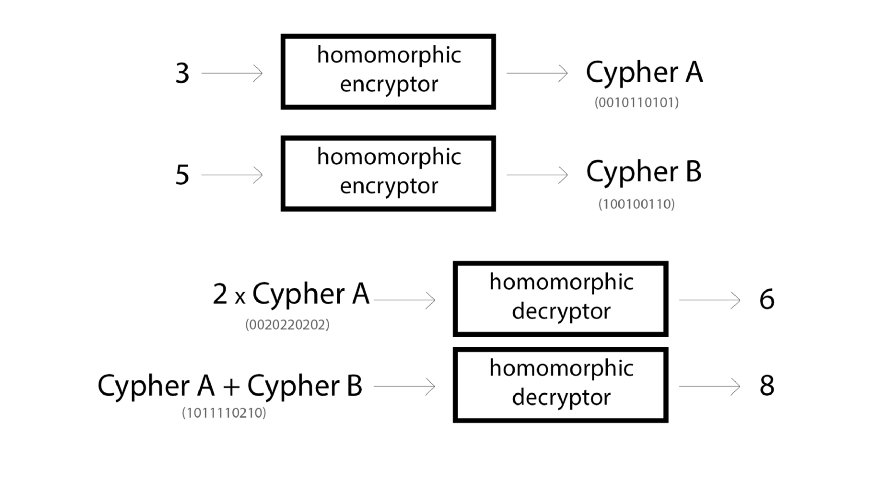 3 homomorphic encryptor Cypher A
(0010110101)
5 homomorphic encryptor Cypher B
(100100110)
2 x Cypher A homomorphic decryptor 6
(0020220202)
Cypher A + Cypher B homomorphic decryptor 8
(1011110210)